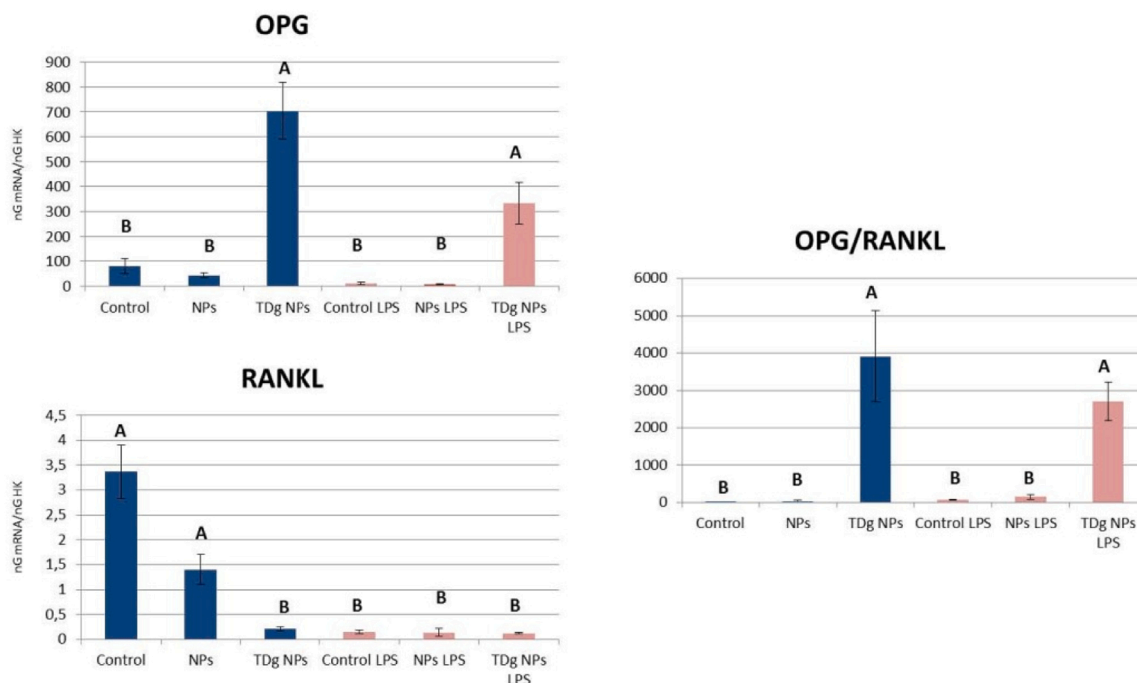 OPG
nG mRNA/nG HK
900
800
700
600
500
400
300
200
100
0
B
B
A
B
B
A
Control
NPs
TDg NPs
Control LPS
NPs LPS
TDg NPs
LPS
RANKL
nG mRNA/nG HK
4,5
4
3,5
3
2,5
2
1,5
1
0,5
0
A
A
B
B
B
B
Control
NPs
TDg NPs
Control LPS
NPs LPS
TDg NPs
LPS
OPG/RANKL
6000
5000
4000
3000
2000
1000
0
B
B
A
B
B
A
Control
NPs
TDg NPs
Control LPS
NPs LPS
TDg NPs
LPS